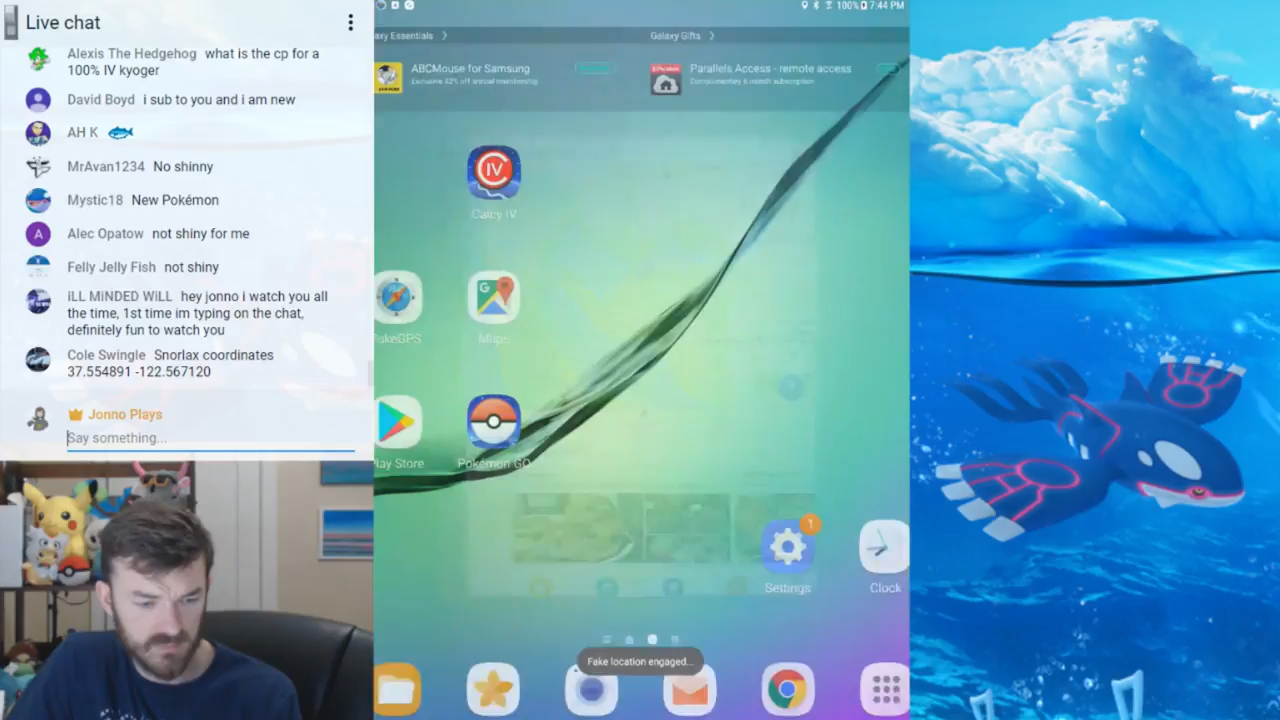 Live chat
Alexis The Hedgehog what is the cp for a
100% IV kyoger
David Boyd i sub to you and i am new
AH K
MrAvan1234 No shinny
Mystic18 New Pokémon
Alec Opatow not shiny for me
A
Felly Jelly Fish not shiny
iLL MiNDED WiLL hey jonno i watch you all
the time, 1st time im typing on the chat,
definitely fun to watch you
Cole Swingle Snorlax coordinates
37.554891 -122.567120
Jonno Plays
Say something...
100% 7:44 PM
axy Essentials
Galaxy Gifts
ABCMouse for Samsung
Exclusive 42% off annual membership
Parallels Access - remote access
Complimentary 6 month subscription
IV
Calcy IV
G
akeGPS
Maps
lay Store
Pokémon GO
1
Settings
Clock
Fake location engaged...